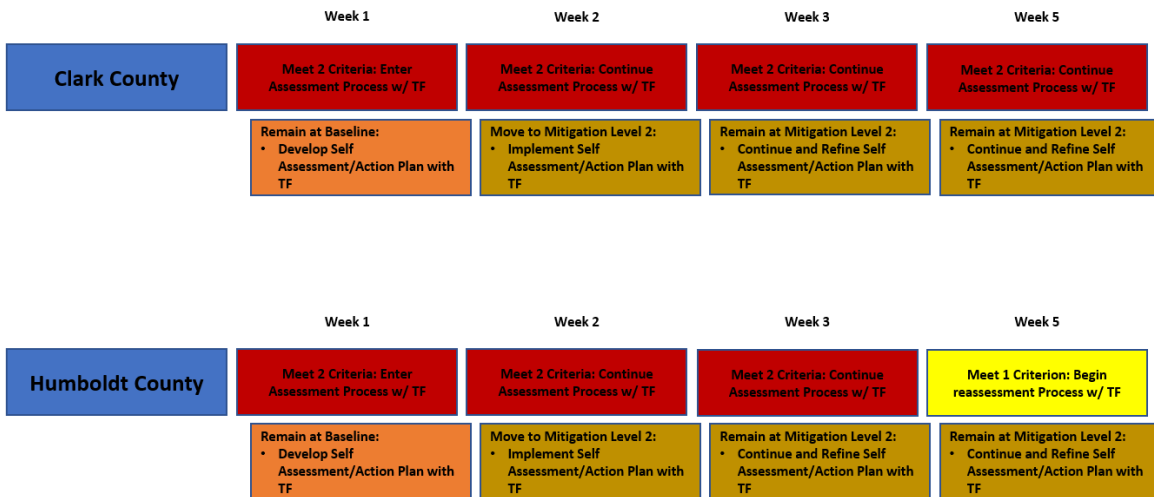 Week 1
Week 2
Week 3
Week 5
Clark County
Meet 2 Criteria: Enter
Assessment Process w/ TF
Meet 2 Criteria: Continue
Assessment Process w/ TF
Meet 2 Criteria: Continue
Assessment Process w/ TF
Meet 2 Criteria: Continue
Assessment Process w/ TF
Remain at Baseline:
• Develop Self
Assessment/Action Plan with
TF
Move to Mitigation Level 2:
• Implement Self
Assessment/Action Plan with
TF
Remain at Mitigation Level 2:
• Continue and Refine Self
Assessment/Action Plan with
TF
Remain at Mitigation Level 2:
• Continue and Refine Self
Assessment/Action Plan with
TF
Week 1
Week 2
Week 3
Week 5
Humboldt County
Meet 2 Criteria: Enter
Assessment Process w/ TF
Meet 2 Criteria: Continue
Assessment Process w/ TF
Meet 2 Criteria: Continue
Assessment Process w/ TF
Meet 1 Criterion: Begin
reassessment Process w/ TF
Remain at Baseline:
• Develop Self
Assessment/Action Plan with
TF
Move to Mitigation Level 2:
• Implement Self
Assessment/Action Plan with
TF
Remain at Mitigation Level 2:
• Continue and Refine Self
Assessment/Action Plan with
TF
Remain at Mitigation Level 2:
• Continue and Refine Self
Assessment/Action Plan with
TF